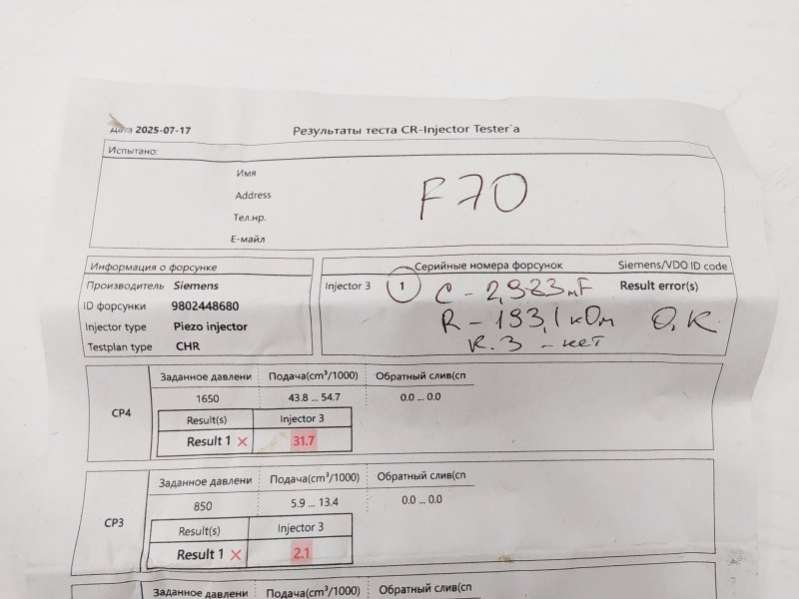 Дата 2025-07-17 Результаты теста CR-Injector Tester`a
Испытано:
Имя
Address
Тел.нр.
Е-майл
F70
Информация о форсунке
Производитель Siemens
ID форсунки 9802448680
Injector type Piezo injector
Testplan type CHR
Серийные номера форсунок Siemens/VDO ID code
Injector 3 1 C - 2,923 мF Result error(s)
R - 193,1 кОм О,К
К.З - нет
CP4
Заданное давлени Подача(cm³/1000) Обратный слив(сп
1650 43.8 ... 54.7 0.0 ... 0.0
Result(s) Injector 3
Result 1 × 31.7
CP3
Заданное давлени Подача(cm³/1000) Обратный слив(сп
850 5.9 ... 13.4 0.0 ... 0.0
Result(s) Injector 3
Result 1 × 2.1
Заданное давлени Подача(cm³/1000) Обратный слив(сп